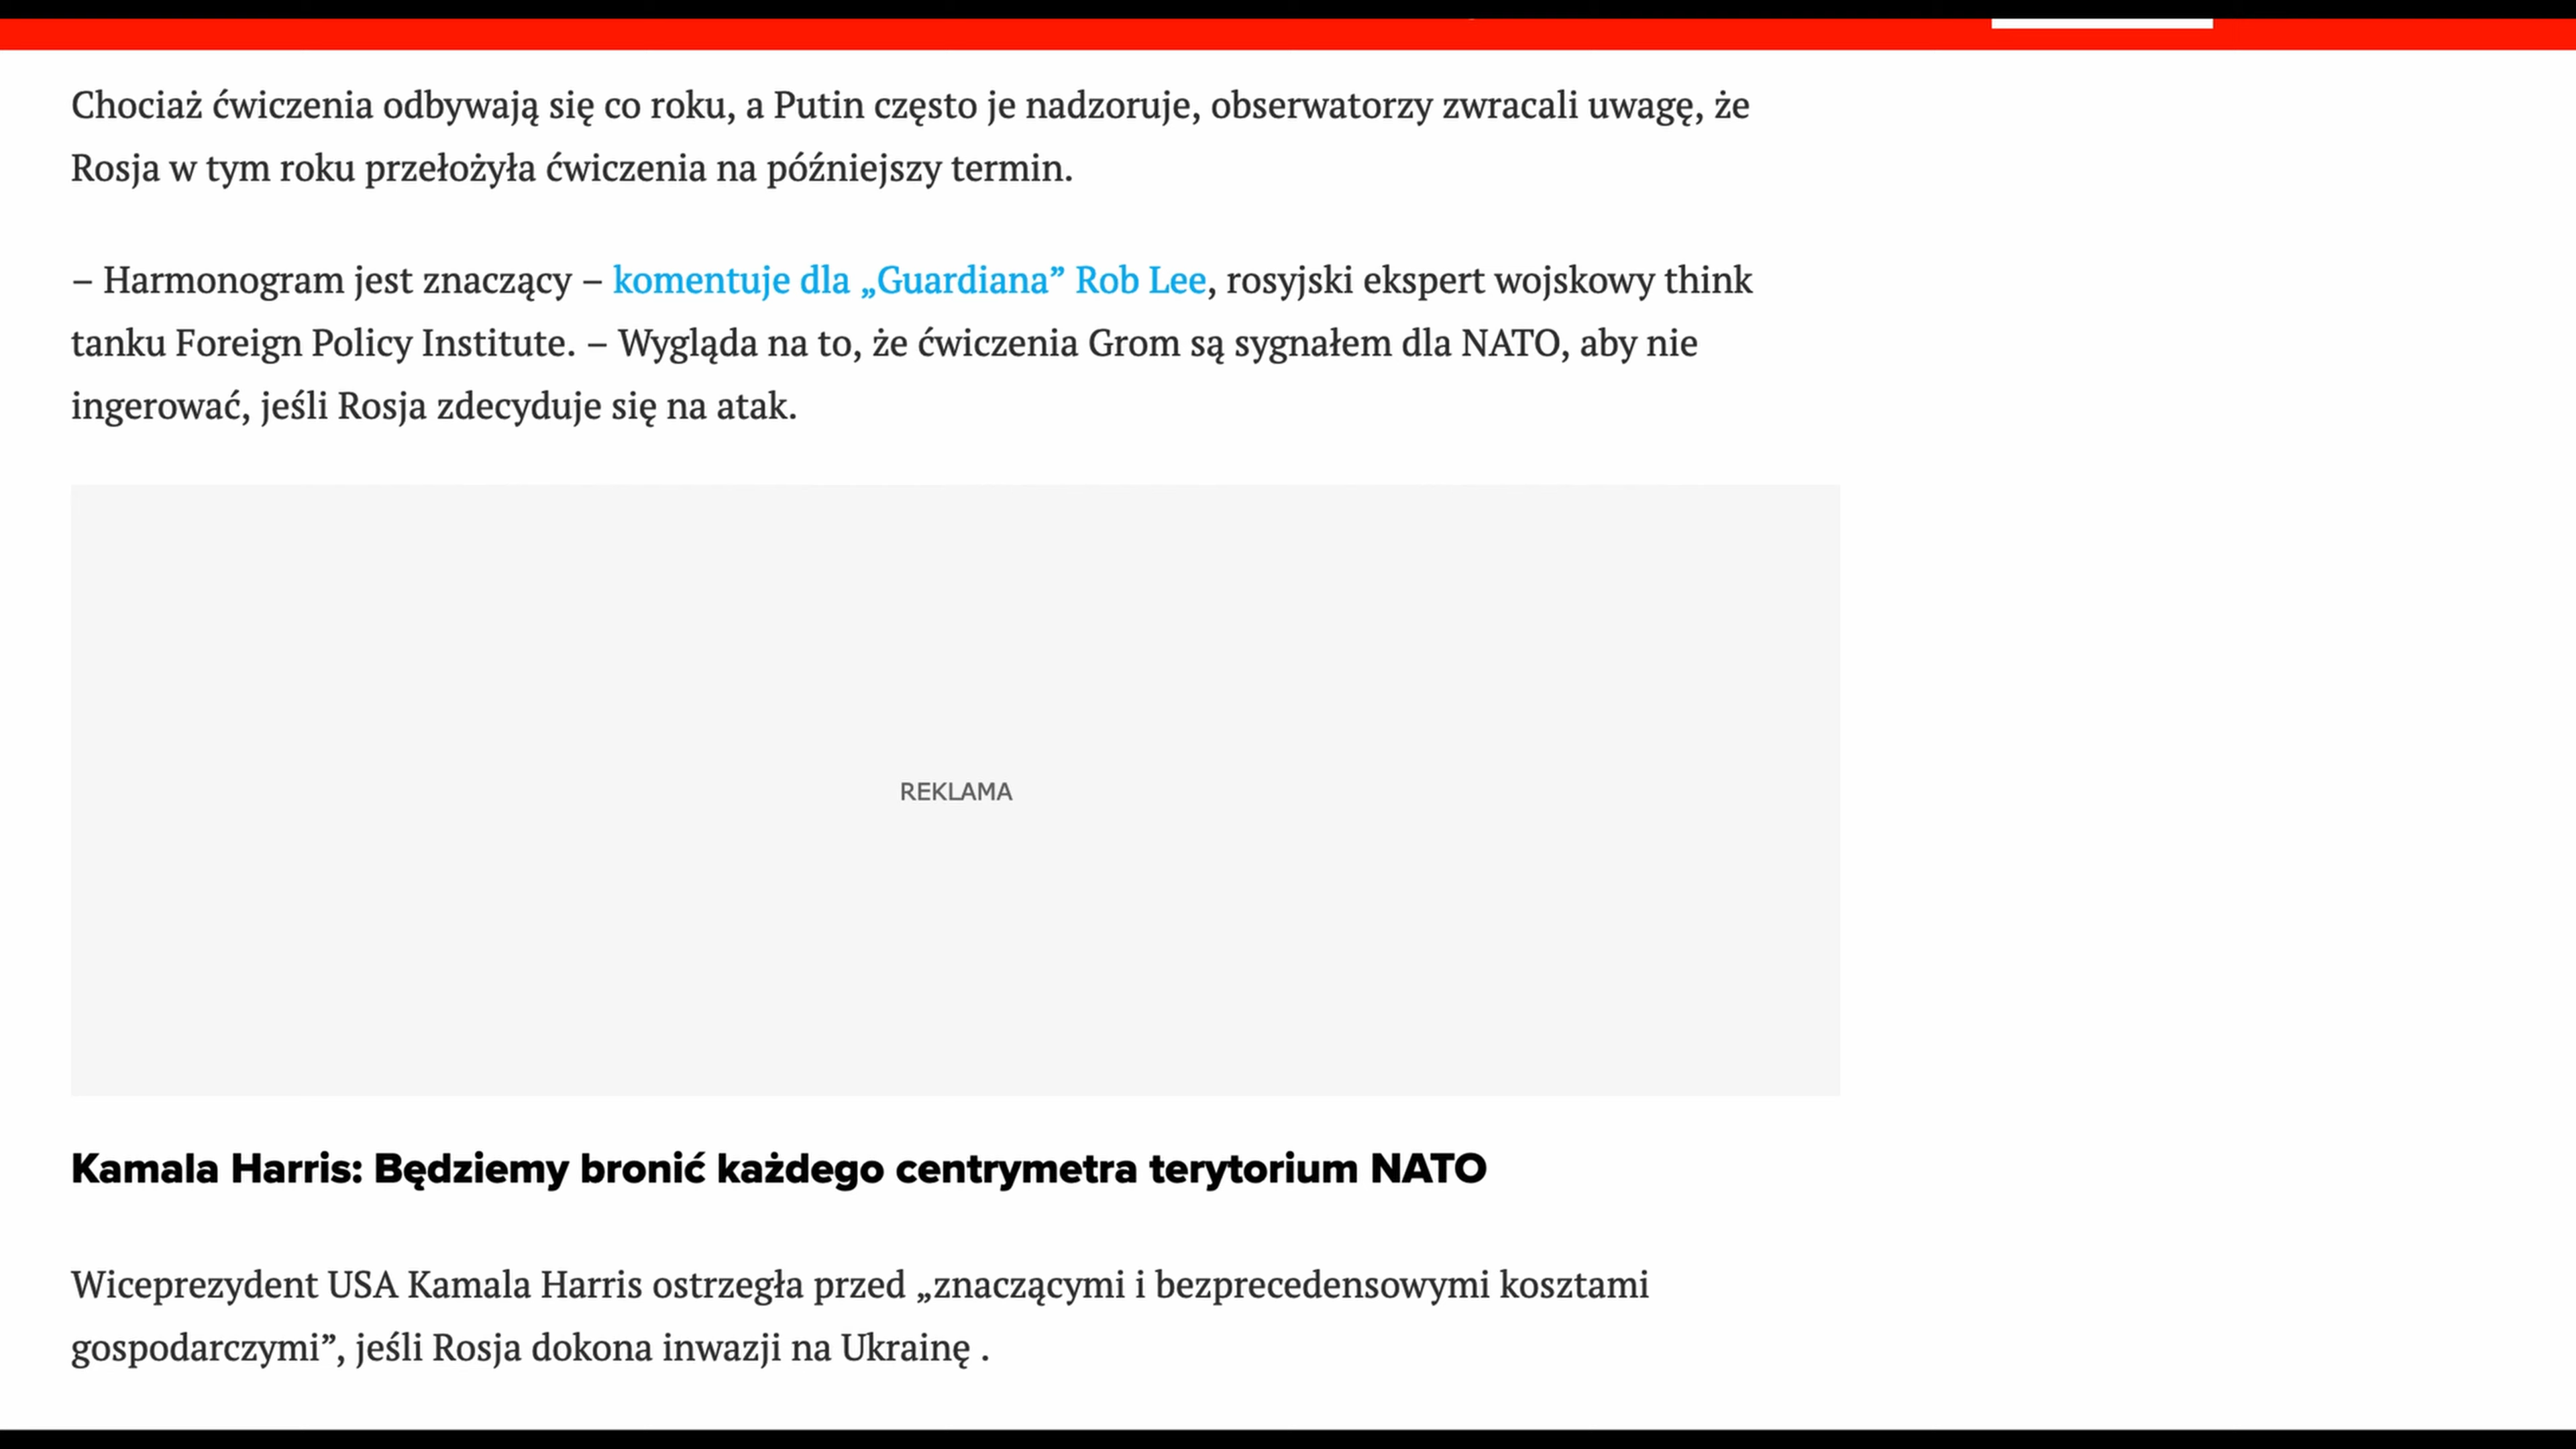 Chociaż ćwiczenia odbywają się co roku, a Putin często je nadzoruje, obserwatorzy zwracali uwagę, że
Rosja w tym roku przełożyła ćwiczenia na późniejszy termin.
– Harmonogram jest znaczący – komentuje dla „Guardiana” Rob Lee, rosyjski ekspert wojskowy think
tanku Foreign Policy Institute. – Wygląda na to, że ćwiczenia Grom są sygnałem dla NATO, aby nie
ingerować, jeśli Rosja zdecyduje się na atak.
REKLAMA
Kamala Harris: Będziemy bronić każdego centrymetra terytorium NATO
Wiceprezydent USA Kamala Harris ostrzegła przed „znaczącymi i bezprecedensowymi kosztami
gospodarczymi”, jeśli Rosja dokona inwazji na Ukrainę .